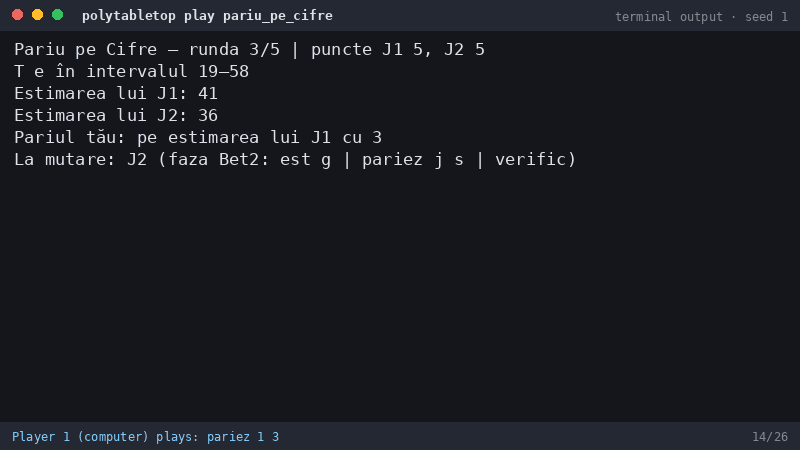 polytabletop play pariu_pe_cifre
terminal output · seed 1
Pariu pe Cifre — runda 3/5 | puncte J1 5, J2 5
T e în intervalul 19–58
Estimarea lui J1: 41
Estimarea lui J2: 36
Pariul tău: pe estimarea lui J1 cu 3
La mutare: J2 (faza Bet2: est g | pariez j s | verific)
Player 1 (computer) plays: pariez 1 3
14/26